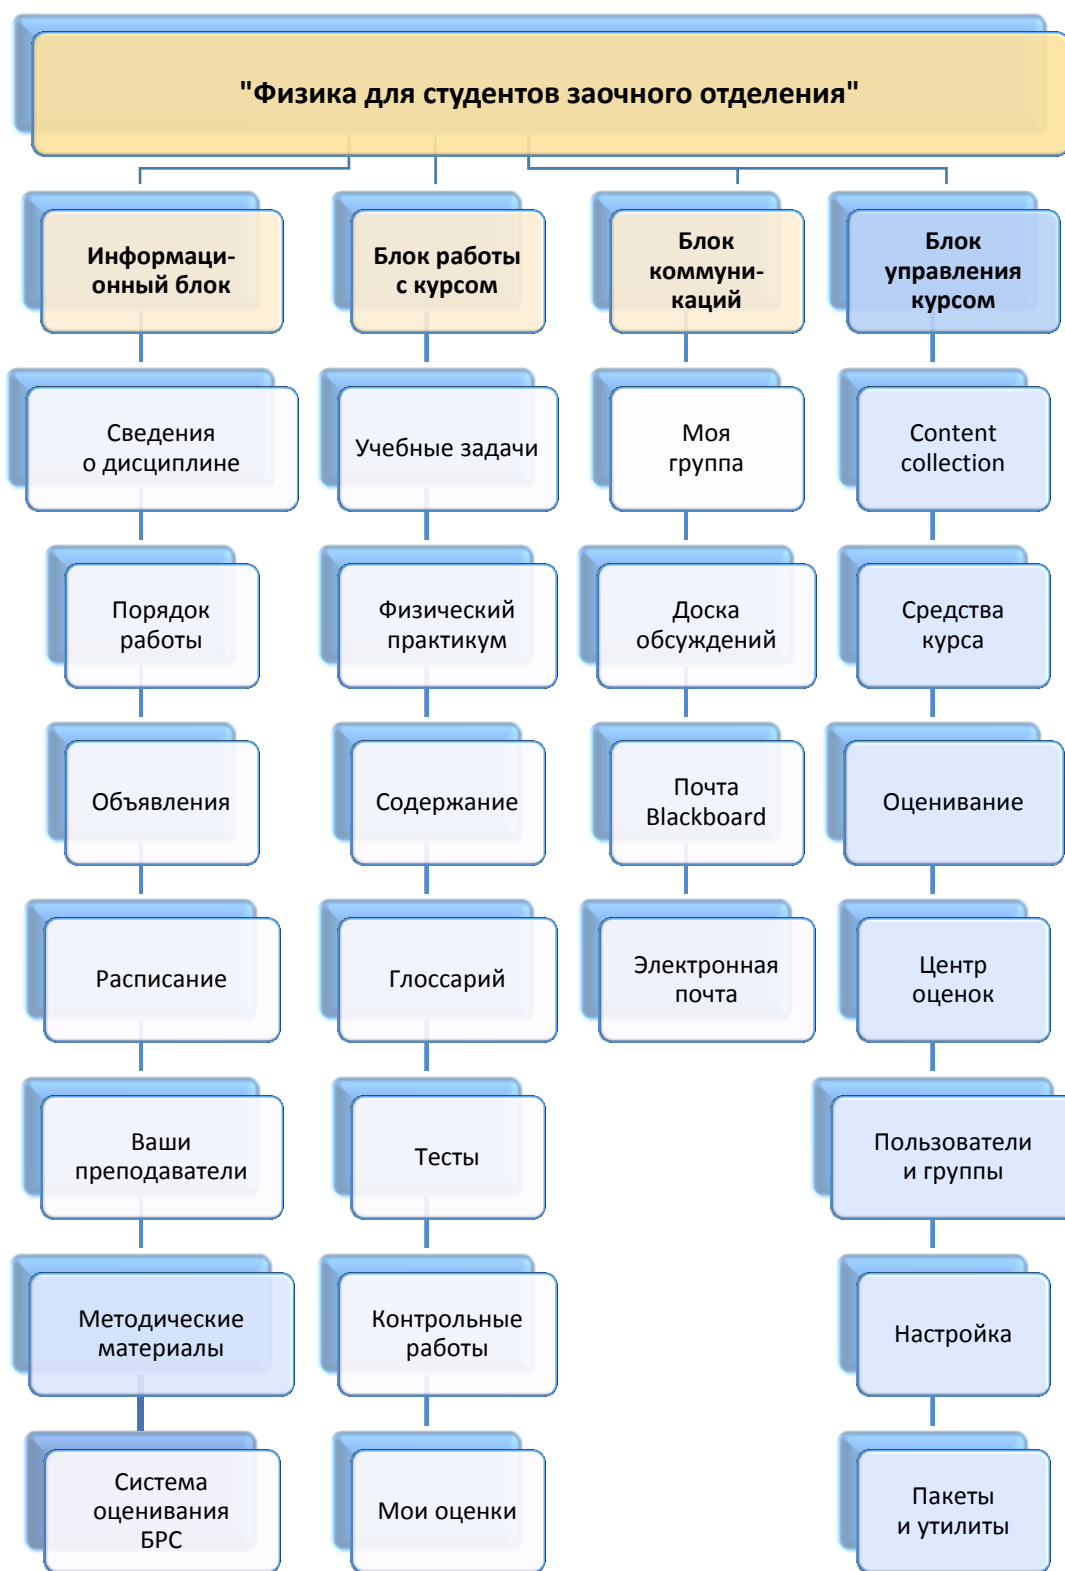 "Физика для студентов заочного отделения"
Информаци-
онный блок
Сведения
о дисциплине
Порядок
работы
Объявления
Расписание
Ваши
преподаватели
Методические
материалы
Система
оценивания
БРС
Блок работы
с курсом
Учебные задачи
Физический
практикум
Содержание
Глоссарий
Тесты
Контрольные
работы
Мои оценки
Блок
коммуни-
каций
Моя
группа
Доска
обсуждений
Почта
Blackboard
Электронная
почта
Блок
управления
курсом
Content
collection
Средства
курса
Оценивание
Центр
оценок
Пользователи
и группы
Настройка
Пакеты
и утилиты